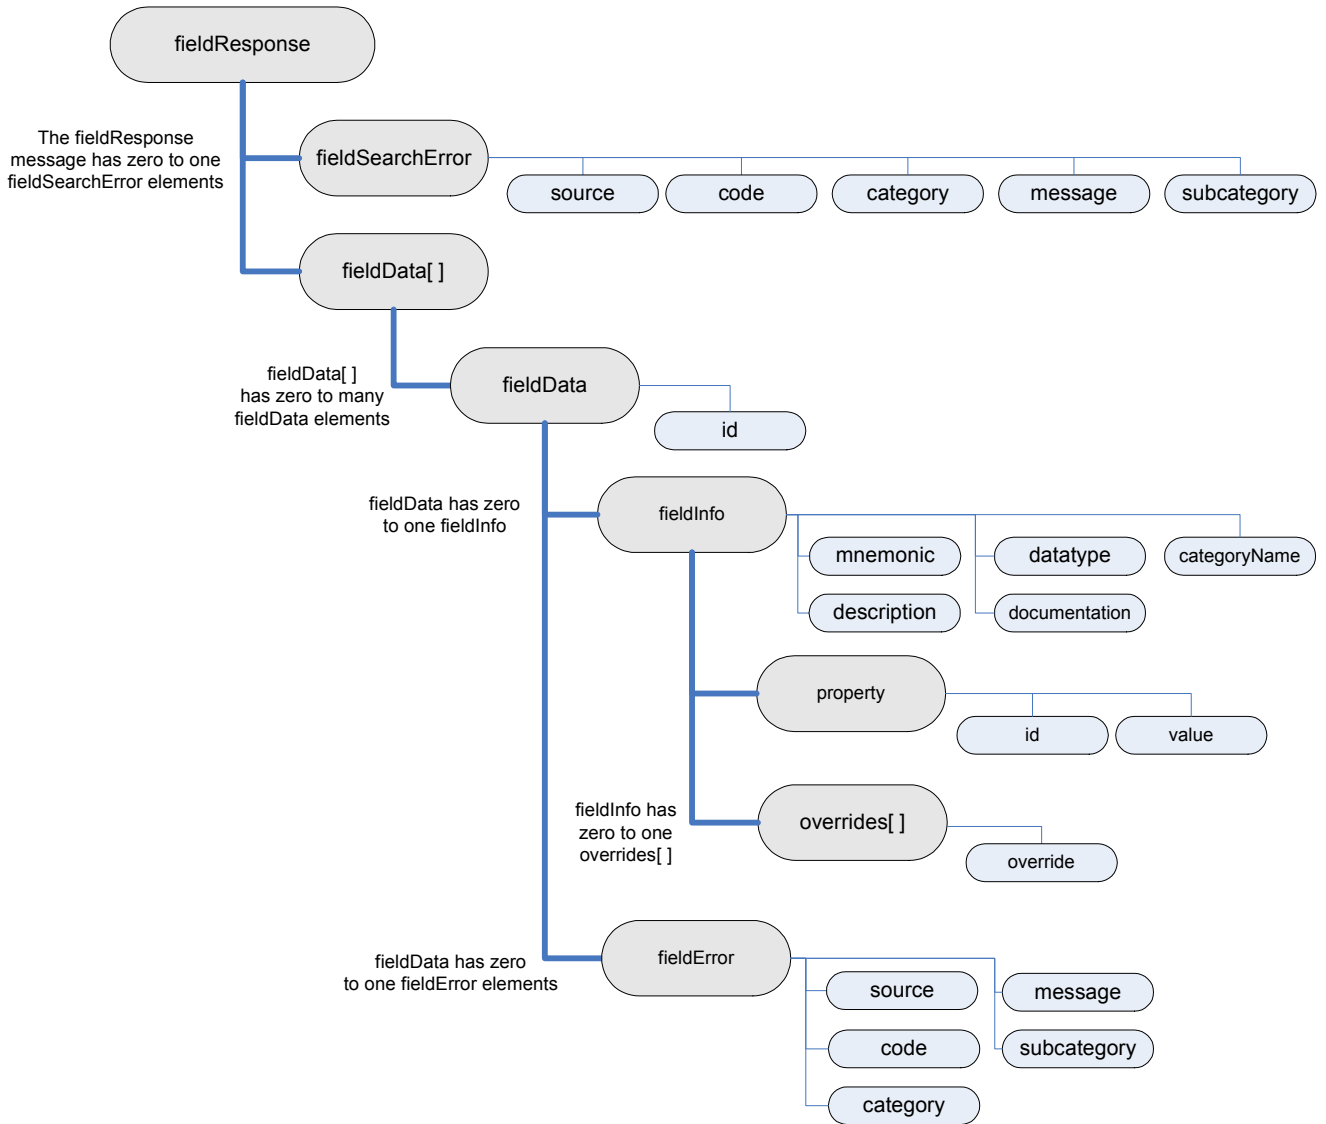 fieldResponse
The fieldResponse
message has zero to one
fieldSearchError elements
fieldSearchError
source
code
category
message
subcategory
fieldData[ ]
fieldData[ ]
has zero to many
fieldData elements
fieldData
id
fieldData has zero
to one fieldInfo
fieldInfo
mnemonic
datatype
categoryName
description
documentation
property
id
value
fieldInfo has
zero to one
overrides[ ]
overrides[ ]
override
fieldData has zero
to one fieldError elements
fieldError
source
message
code
subcategory
category